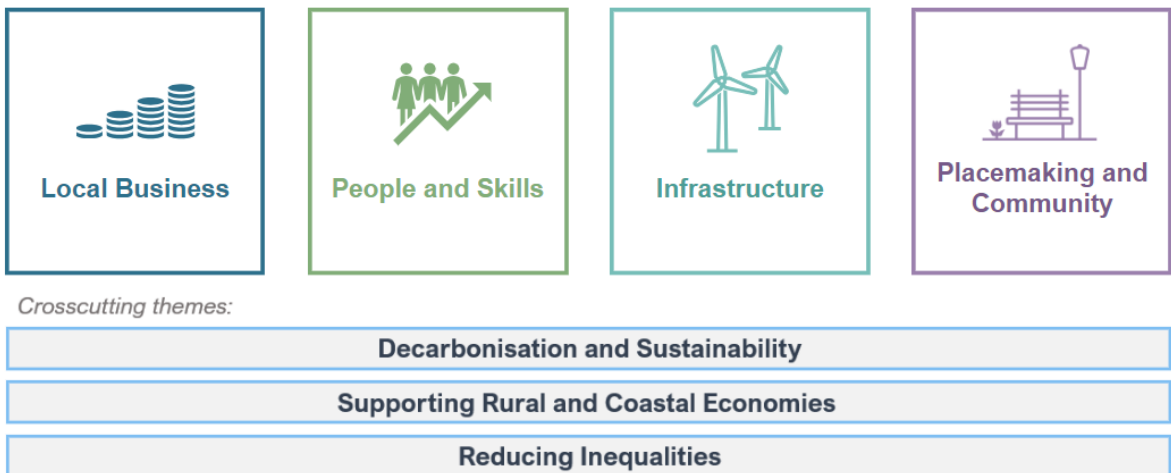 Local Business
People and Skills
Infrastructure
Placemaking and
Community
Crosscutting themes:
Decarbonisation and Sustainability
Supporting Rural and Coastal Economies
Reducing Inequalities